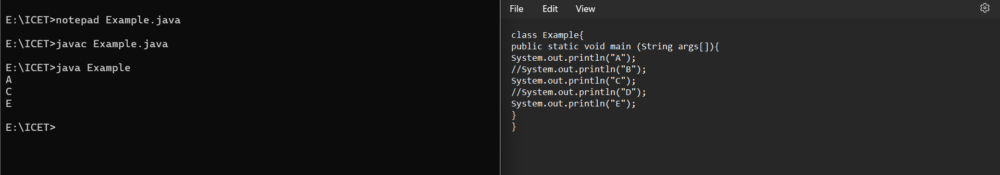 E:\ICET>notepad Example.java
E:\ICET>javac Example.java
E:\ICET>java Example
A
C
E
E:\ICET>
File Edit View
class Example{
public static void main (String args[]){
System.out.println("A");
//System.out.println("B");
System.out.println("C");
//System.out.println("D");
System.out.println("E");
}
}